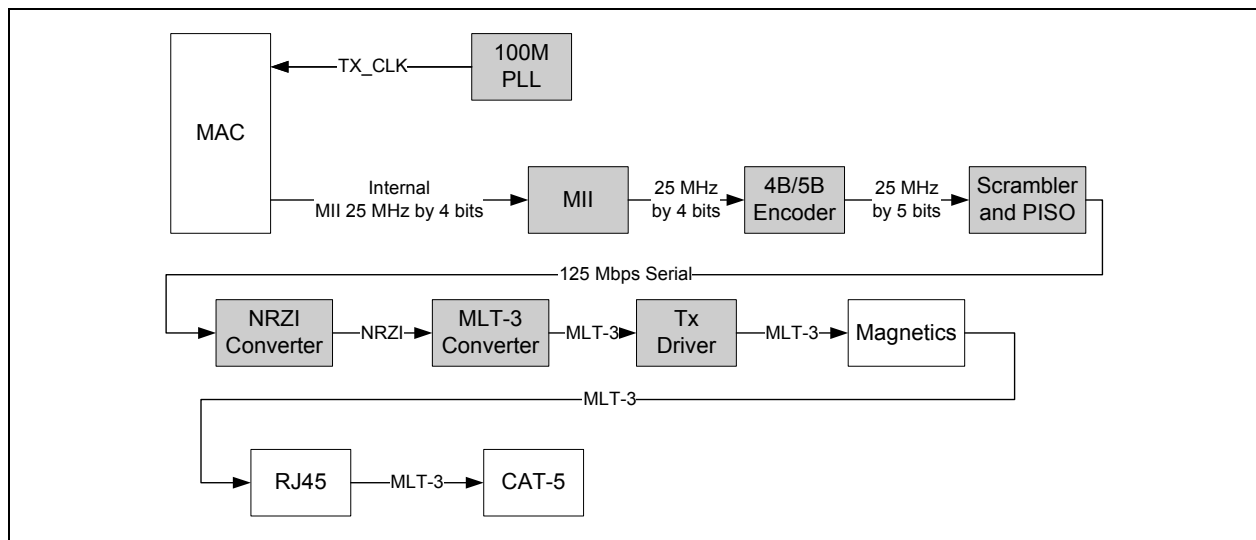 100M
PLL
TX_CLK
MAC
Internal
MII 25 MHz by 4 bits
MII
25 MHz
by 4 bits
4B/5B
Encoder
25 MHz
by 5 bits
Scrambler
and PISO
125 Mbps Serial
NRZI
Converter
NRZI
MLT-3
Converter
MLT-3
Tx
Driver
MLT-3
Magnetics
MLT-3
RJ45
MLT-3
CAT-5